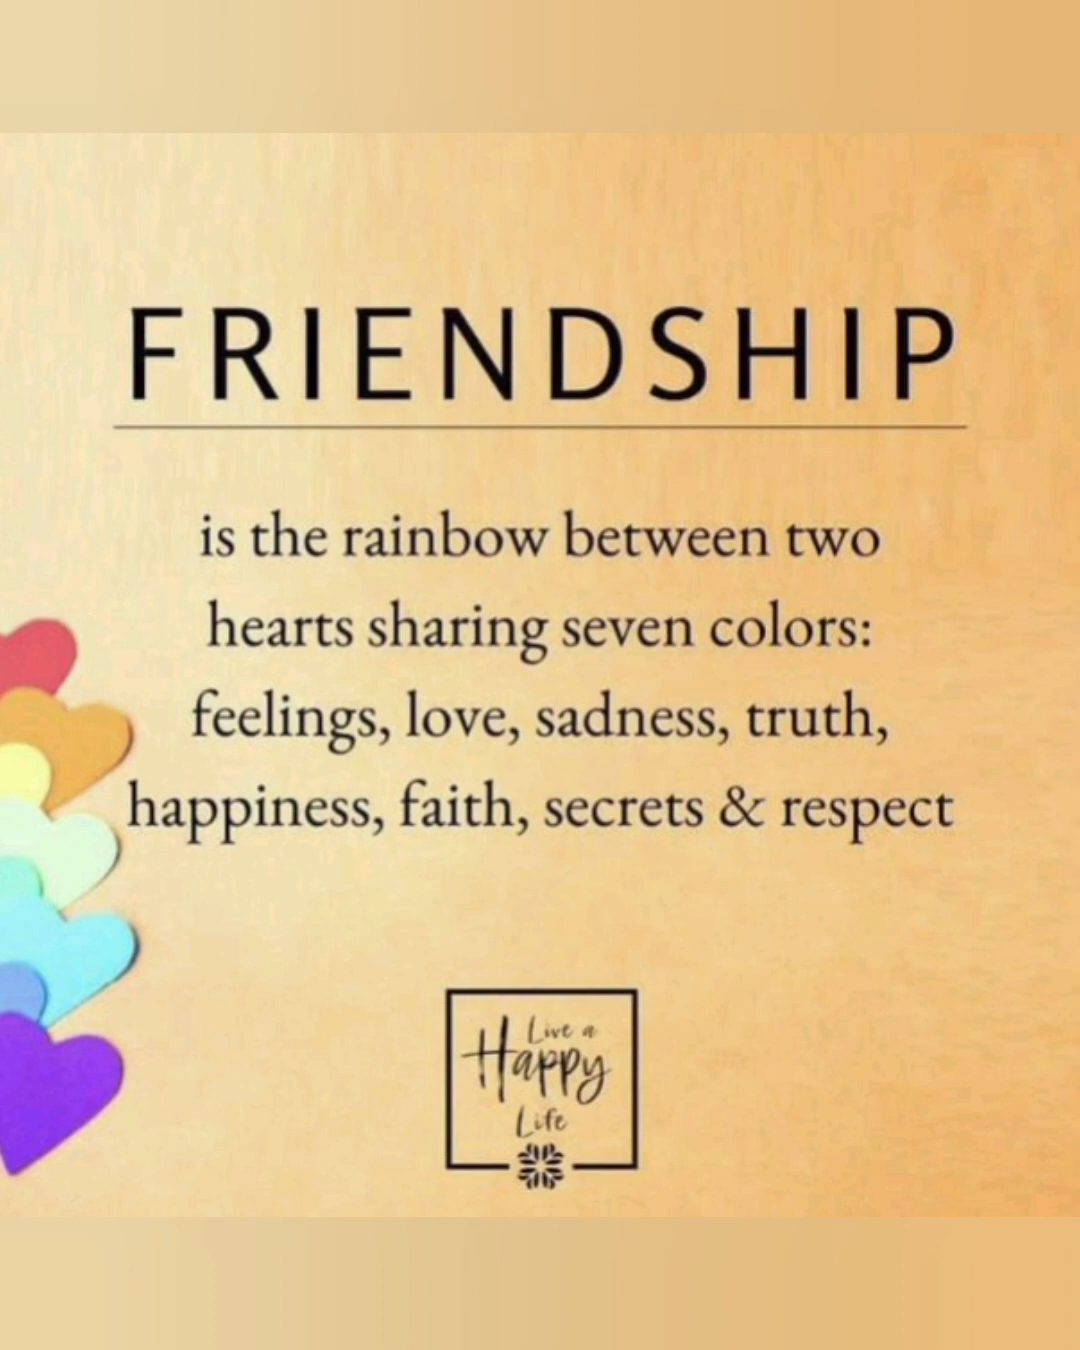 FRIENDSHIP
is the rainbow between two
hearts sharing seven colors:
feelings, love, sadness, truth,
happiness, faith, secrets & respect
Live a
Happy
Life